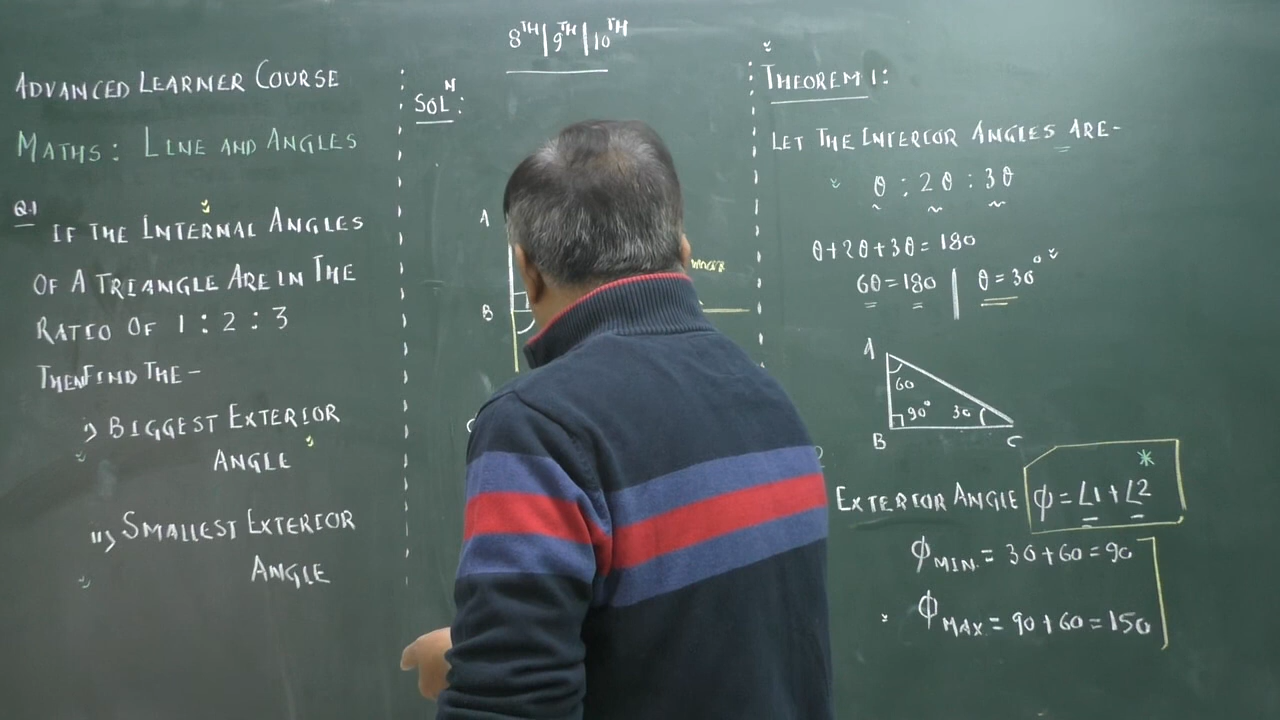 8TH|9TH|10TH
ADVANCED LEARNER COURSE
MATHS: LINE AND ANGLES
Q.1
IF THE INTERNAL ANGLES
OF A TRIANGLE ARE IN THE
RATIO OF 1:2:3
THEN FIND THE-
i) BIGGEST EXTERIOR
ANGLE
ii) SMALLEST EXTERIOR
ANGLE
SOLN:
A
max
B
THEOREM 1:
LET THE INTERIOR ANGLES ARE-
θ : 2θ : 3θ
θ+2θ+3θ=180
6θ=180 | θ=30°
A
60
90° 30
B C
EXTERIOR ANGLE ϕ=∠1+∠2 *
ϕMIN.=30+60=90
ϕMAX=90+60=150